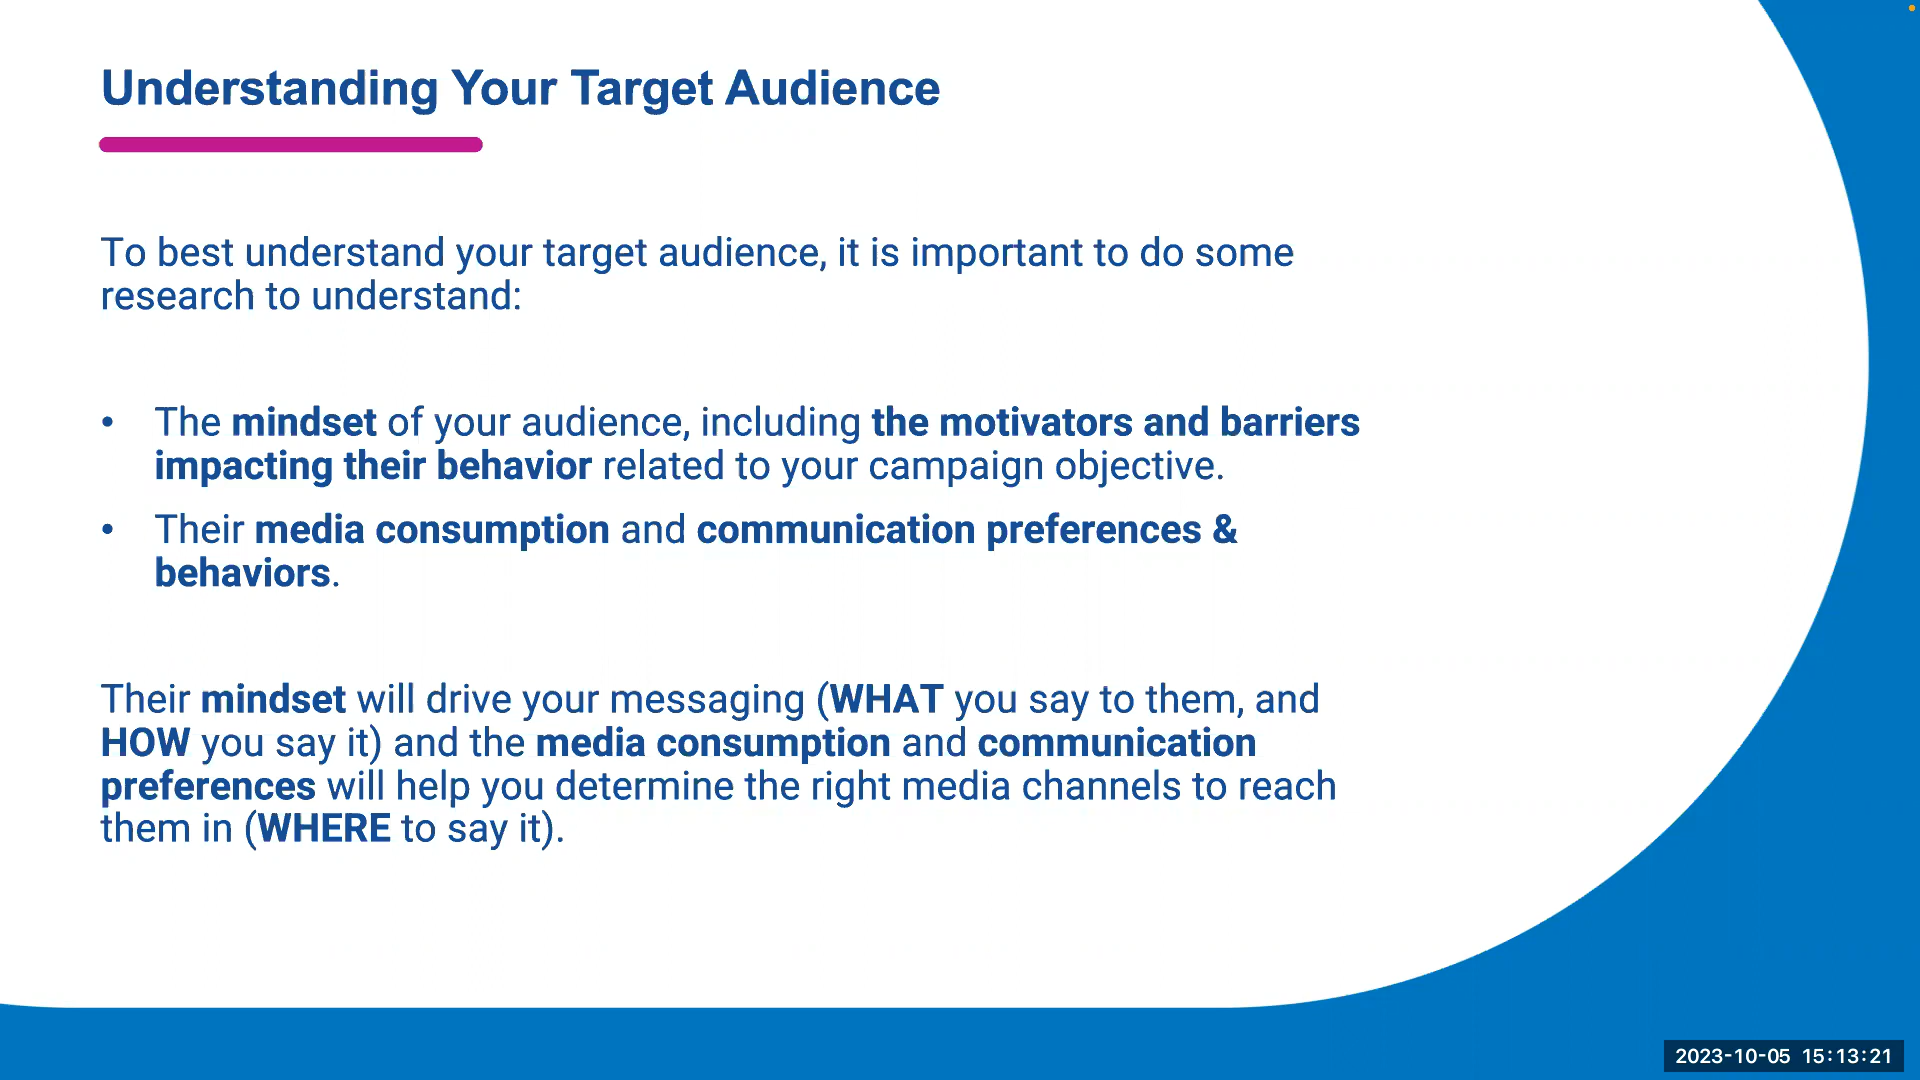 Understanding Your Target Audience
To best understand your target audience, it is important to do some
research to understand:
• The mindset of your audience, including the motivators and barriers
impacting their behavior related to your campaign objective.
• Their media consumption and communication preferences &
behaviors.
Their mindset will drive your messaging (WHAT you say to them, and
HOW you say it) and the media consumption and communication
preferences will help you determine the right media channels to reach
them in (WHERE to say it).
2023-10-05 15:13:21